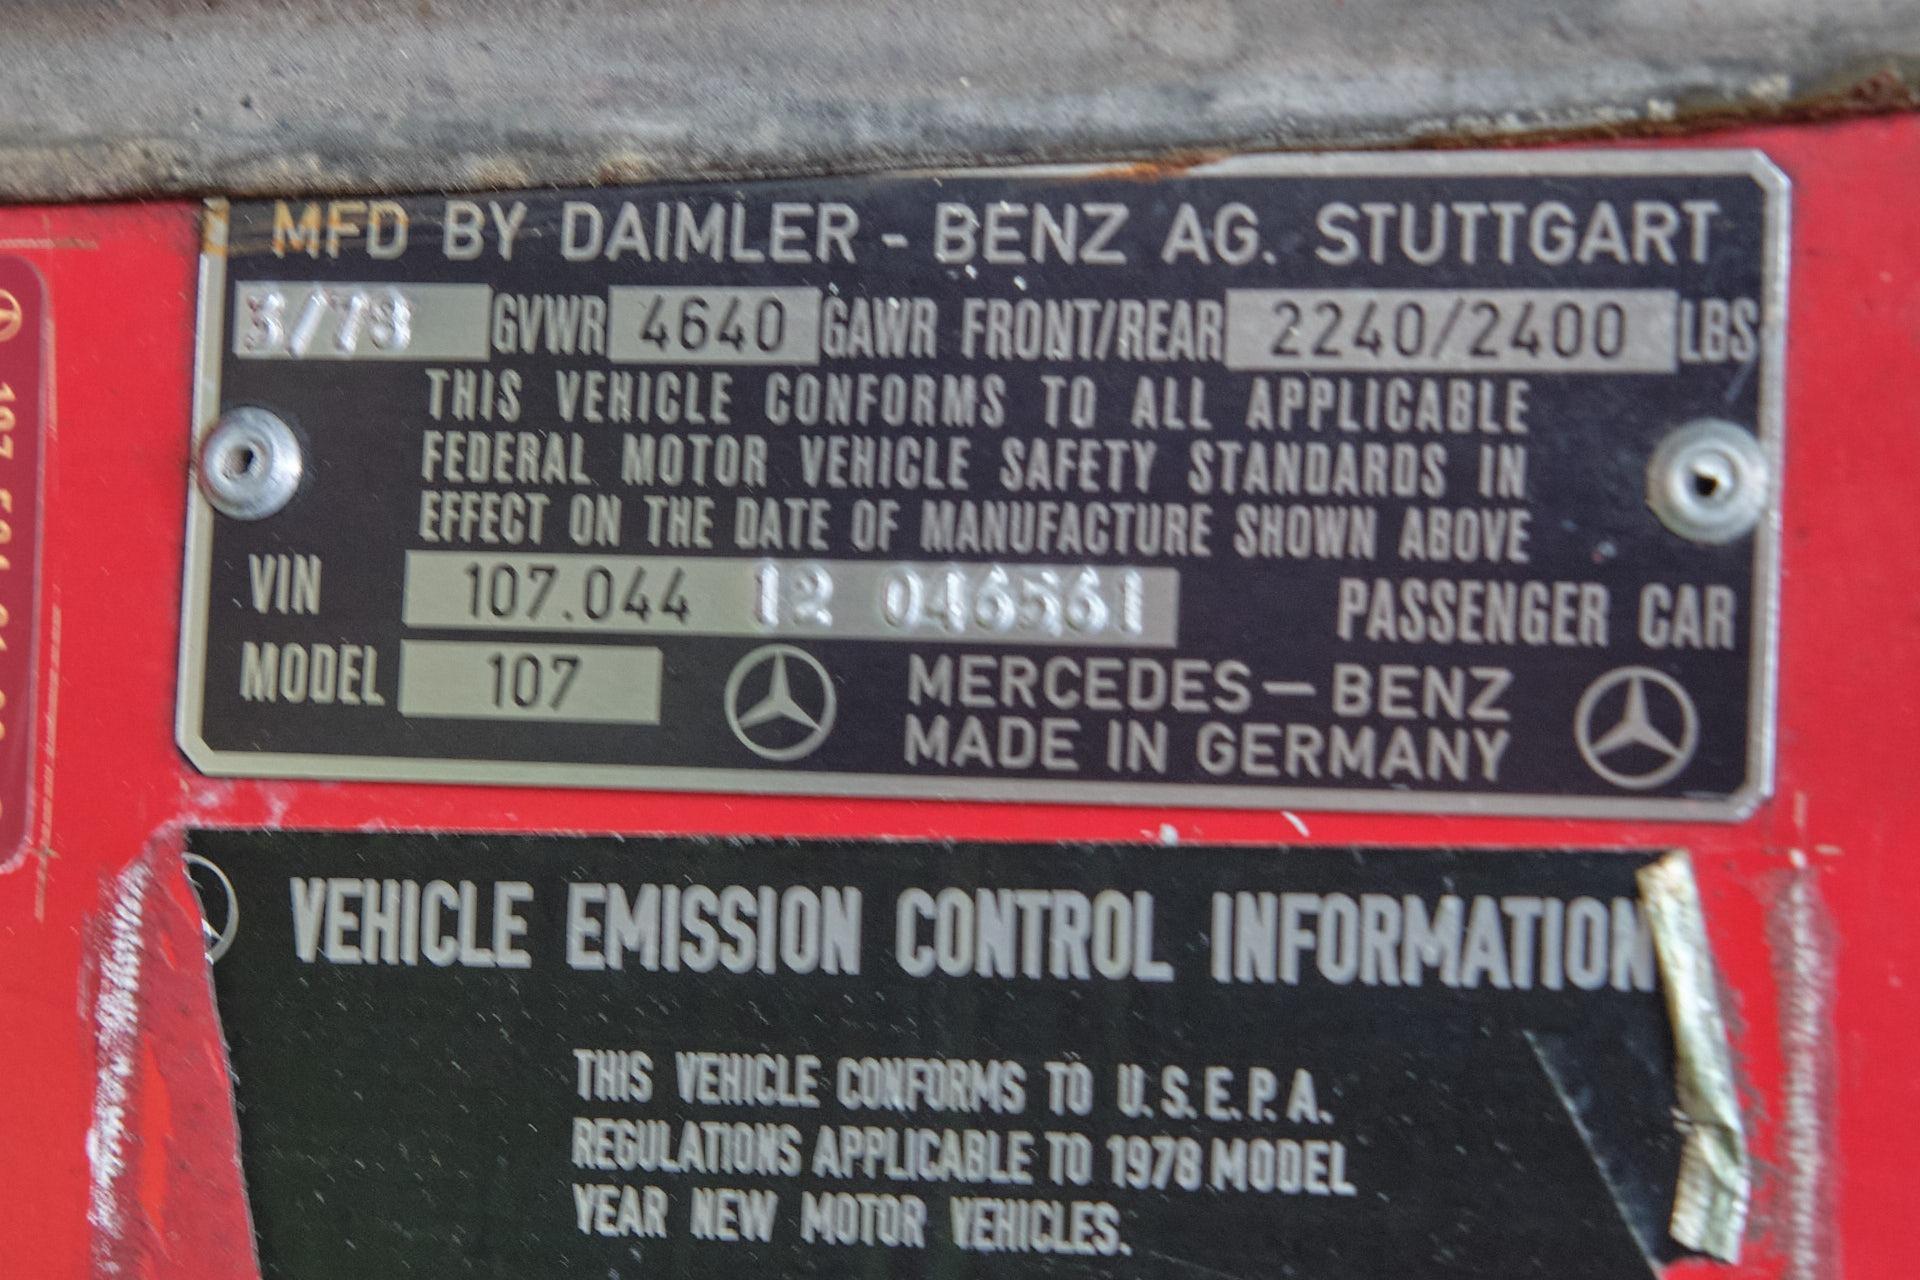 MFD BY DAIMLER - BENZ AG. STUTTGART
GVWR 4640 GAWR FRONT/REAR 2240/2400 LBS
THIS VEHICLE CONFORMS TO ALL APPLICABLE
FEDERAL MOTOR VEHICLE SAFETY STANDARDS IN
EFFECT ON THE DATE OF MANUFACTURE SHOWN ABOVE
VIN 107.044 12 046561 PASSENGER CAR
MODEL 107 MERCEDES-BENZ
MADE IN GERMANY
VEHICLE EMISSION CONTROL INFORMATION
THIS VEHICLE CONFORMS TO U.S.E.P.A.
REGULATIONS APPLICABLE TO 1978 MODEL
YEAR NEW MOTOR VEHICLES.